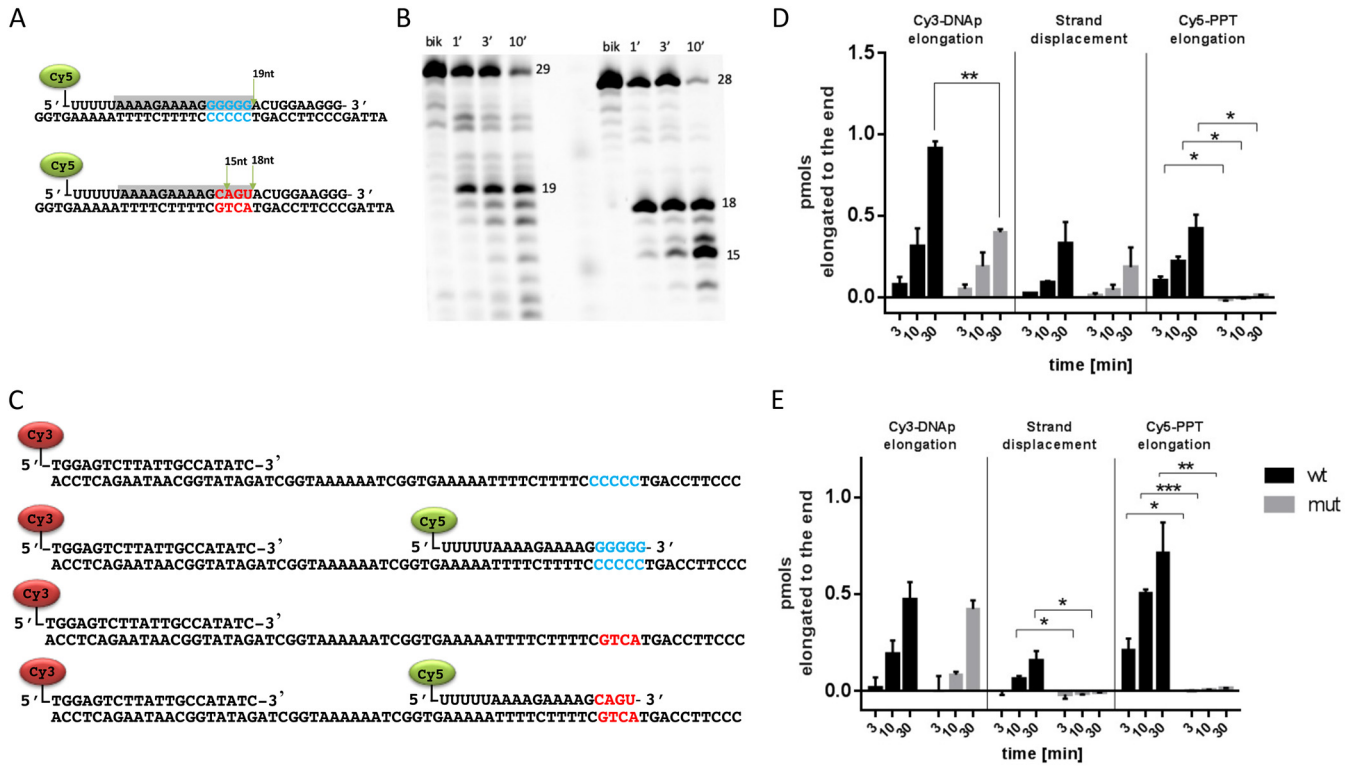 A
Cy5
19nt
5′ UUUUUAAAAGAAAAGGGGGGACUGGAAGGG- 3′
GGTGAAAAATTTTCTTTTCCCCCCTGACCTTCCCGATTA
Cy5
15nt 18nt
5′ UUUUUAAAAGAAAAGCAGUACUGGAAGGG- 3′
GGTGAAAAATTTTCTTTTCGTCATGACCTTCCCGATTA
B
bik 1′ 3′ 10′
29
19
bik 1′ 3′ 10′
28
18
15
C
Cy3
5′ -TGGAGTCTTATTGCCATATC-3’
ACCTCAGAATAACGGTATAGATCGGTAAAAAATCGGTGAAAAATTTTCTTTTCCCCCCTGACCTTCCC
Cy3
Cy5
5′ -TGGAGTCTTATTGCCATATC-3’
5′ UUUUUAAAAGAAAAGGGGGG- 3′
ACCTCAGAATAACGGTATAGATCGGTAAAAAATCGGTGAAAAATTTTCTTTTCCCCCCTGACCTTCCC
Cy3
5′ TGGAGTCTTATTGCCATATC-3’
ACCTCAGAATAACGGTATAGATCGGTAAAAAATCGGTGAAAAATTTTCTTTTCGTCATGACCTTCCC
Cy3
Cy5
5′ -TGGAGTCTTATTGCCATATC-3’
5′ UUUUUAAAAGAAAAGCAGU- 3′
ACCTCAGAATAACGGTATAGATCGGTAAAAAATCGGTGAAAAATTTTCTTTTCGTCATGACCTTCCC
D
Cy3-DNAp elongation
Strand displacement
Cy5-PPT elongation
pmols
elongated to the end
1.5
1.0
0.5
0.0
**
*
*
*
3 10 30 3 10 30 3 10 30 3 10 30 3 10 30 3 10 30
time [min]
E
Cy3-DNAp elongation
Strand displacement
Cy5-PPT elongation
pmols
elongated to the end
1.0
0.5
0.0
*
*
**
***
*
3 10 30 3 10 30 3 10 30 3 10 30 3 10 30 3 10 30
time [min]
wt
mut